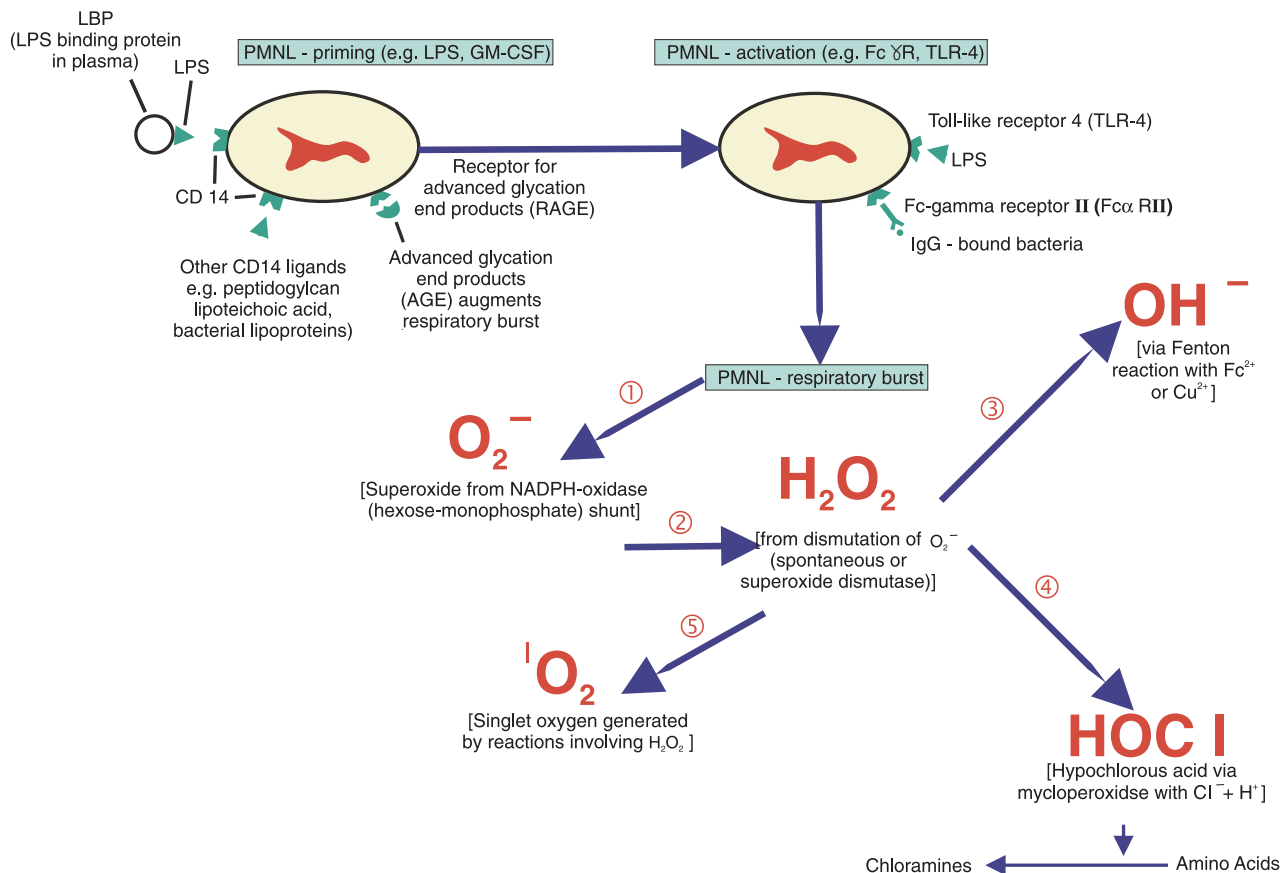 LBP
(LPS binding protein
in plasma)
LPS
PMNL - priming (e.g. LPS, GM-CSF)
PMNL - activation (e.g. Fc ɣR, TLR-4)
CD 14
Receptor for
advanced glycation
end products (RAGE)
Toll-like receptor 4 (TLR-4)
LPS
Fc-gamma receptor II (Fcα RII)
IgG - bound bacteria
Other CD14 ligands
e.g. peptidogylcan
lipoteichoic acid,
bacterial lipoproteins)
Advanced glycation
end products
(AGE) augments
respiratory burst
PMNL - respiratory burst
①
O₂⁻
[Superoxide from NADPH-oxidase
(hexose-monophosphate) shunt]
②
H₂O₂
[from dismutation of O₂⁻
(spontaneous or
superoxide dismutase)]
③
OH⁻
[via Fenton
reaction with Fc²⁺
or Cu²⁺]
④
HOC l
[Hypochlorous acid via
mycloperoxidse with Cl⁻+ H⁺]
⑤
ˡO₂
[Singlet oxygen generated
by reactions involving H₂O₂ ]
Chloramines
Amino Acids